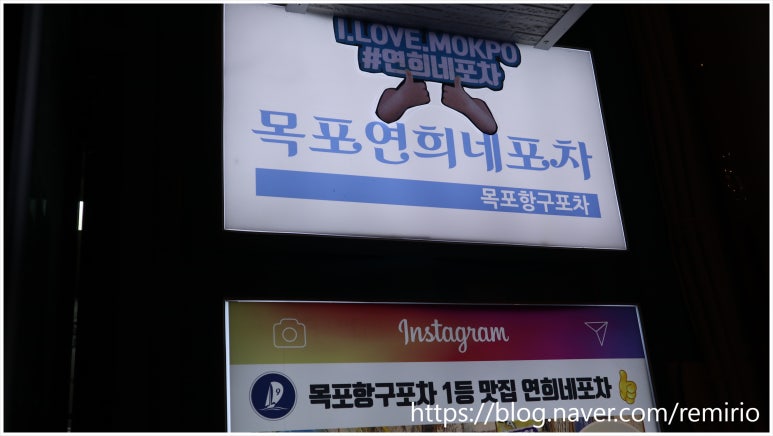 I.LOVE.MOKPO
#연희네포차
목포연희네포차
목포항구포차
Instagram
9
목포항구포차 1등 맛집 연희네포차
https://blog.naver.com/remirio